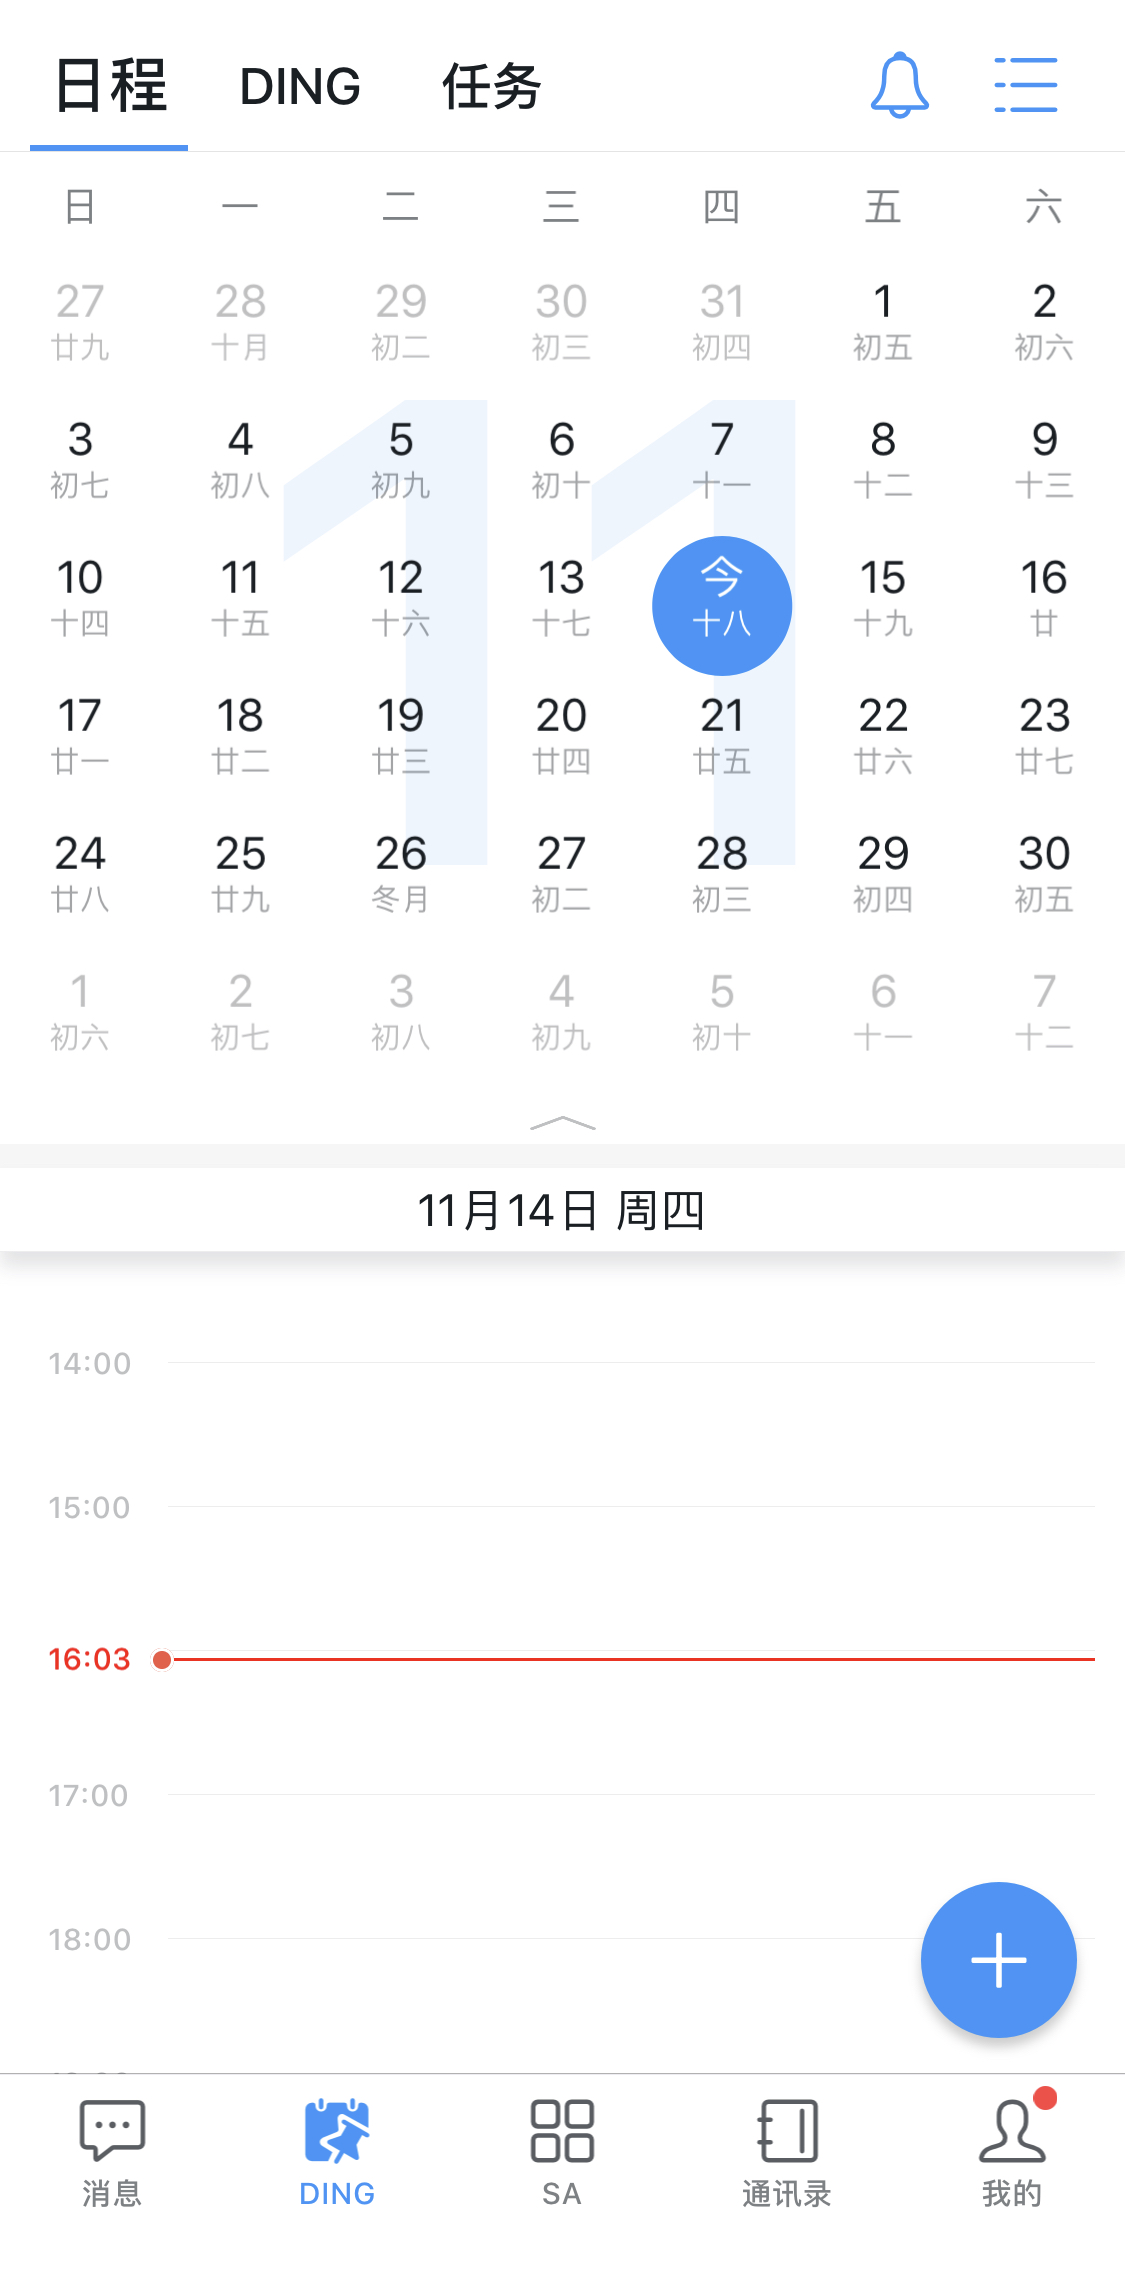 日程 DING 任务
日 一 二 三 四 五 六
27 28 29 30 31 1 2
廿九 十月 初二 初三 初四 初五 初六
3 4 5 6 7 8 9
初七 初八 初九 初十 十一 十二 十三
10 11 12 13 今 15 16
十四 十五 十六 十七 十八 十九 廿
17 18 19 20 21 22 23
廿一 廿二 廿三 廿四 廿五 廿六 廿七
24 25 26 27 28 29 30
廿八 廿九 冬月 初二 初三 初四 初五
1 2 3 4 5 6 7
初六 初七 初八 初九 初十 十一 十二
11
11月14日 周四
14:00
15:00
16:03
17:00
18:00
消息 DING SA 通讯录 我的